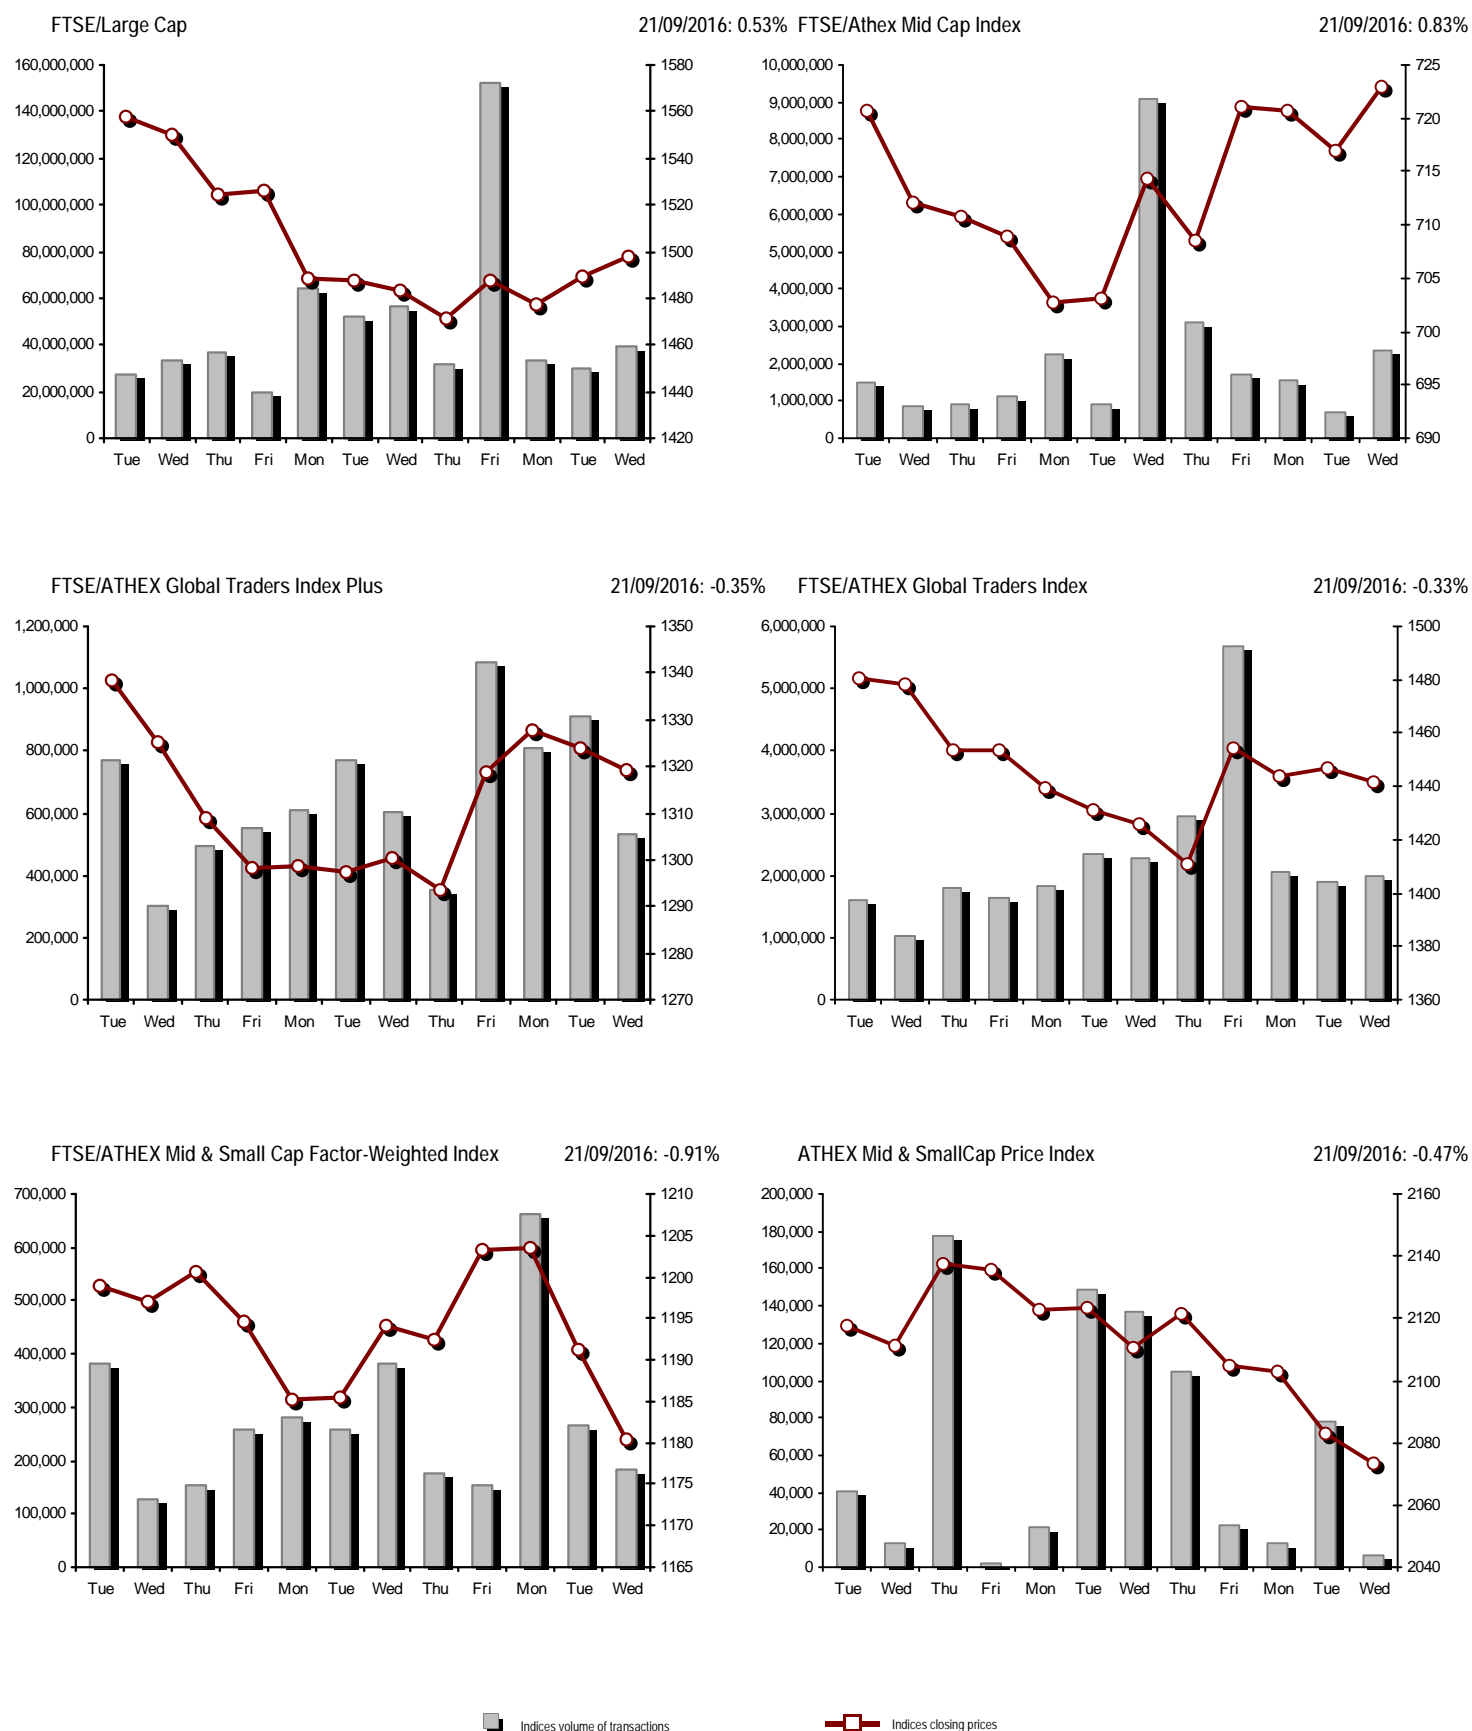 FTSE/Large Cap 21/09/2016: 0.53% FTSE/Athex Mid Cap Index 21/09/2016: 0.83%
160,000,000 1580 10,000,000 725
140,000,000 1560 9,000,000 720
120,000,000 1540 8,000,000 715
100,000,000 1520 7,000,000 710
80,000,000 1500 6,000,000 705
60,000,000 1480 5,000,000 700
40,000,000 1460 4,000,000 695
20,000,000 1440 3,000,000 690
0 1420 2,000,000
1,000,000
0
Tue Wed Thu Fri Mon Tue Wed Thu Fri Mon Tue Wed Tue Wed Thu Fri Mon Tue Wed Thu Fri Mon Tue Wed
FTSE/ATHEX Global Traders Index Plus 21/09/2016: -0.35% FTSE/ATHEX Global Traders Index 21/09/2016: -0.33%
1,200,000 1350 6,000,000 1500
1,000,000 1340 5,000,000 1480
800,000 1330 4,000,000 1460
600,000 1320 3,000,000 1440
400,000 1310 2,000,000 1420
200,000 1300 1,000,000 1400
0 1290 0 1380
1280 1360
1270
Tue Wed Thu Fri Mon Tue Wed Thu Fri Mon Tue Wed Tue Wed Thu Fri Mon Tue Wed Thu Fri Mon Tue Wed
FTSE/ATHEX Mid & Small Cap Factor-Weighted Index 21/09/2016: -0.91% ATHEX Mid & SmallCap Price Index 21/09/2016: -0.47%
700,000 1210 200,000 2160
600,000 1205 180,000 2140
500,000 1200 160,000 2120
400,000 1195 140,000 2100
300,000 1190 120,000 2080
200,000 1185 100,000 2060
100,000 1180 80,000 2040
0 1175 60,000
1170 40,000
1165 20,000
0
Tue Wed Thu Fri Mon Tue Wed Thu Fri Mon Tue Wed Tue Wed Thu Fri Mon Tue Wed Thu Fri Mon Tue Wed
Indices volume of transactions Indices closing prices